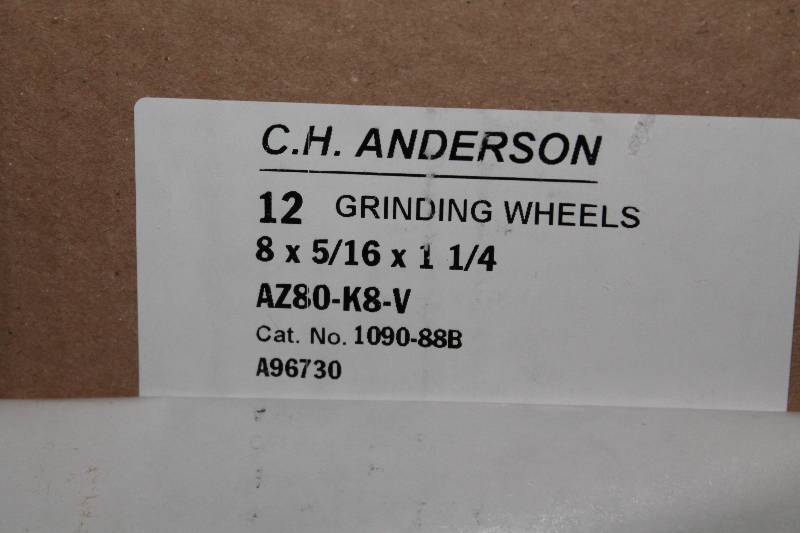 C.H. ANDERSON
12 GRINDING WHEELS
8 x 5/16 x 1 1/4
AZ80-K8-V
Cat. No. 1090-88B
A96730